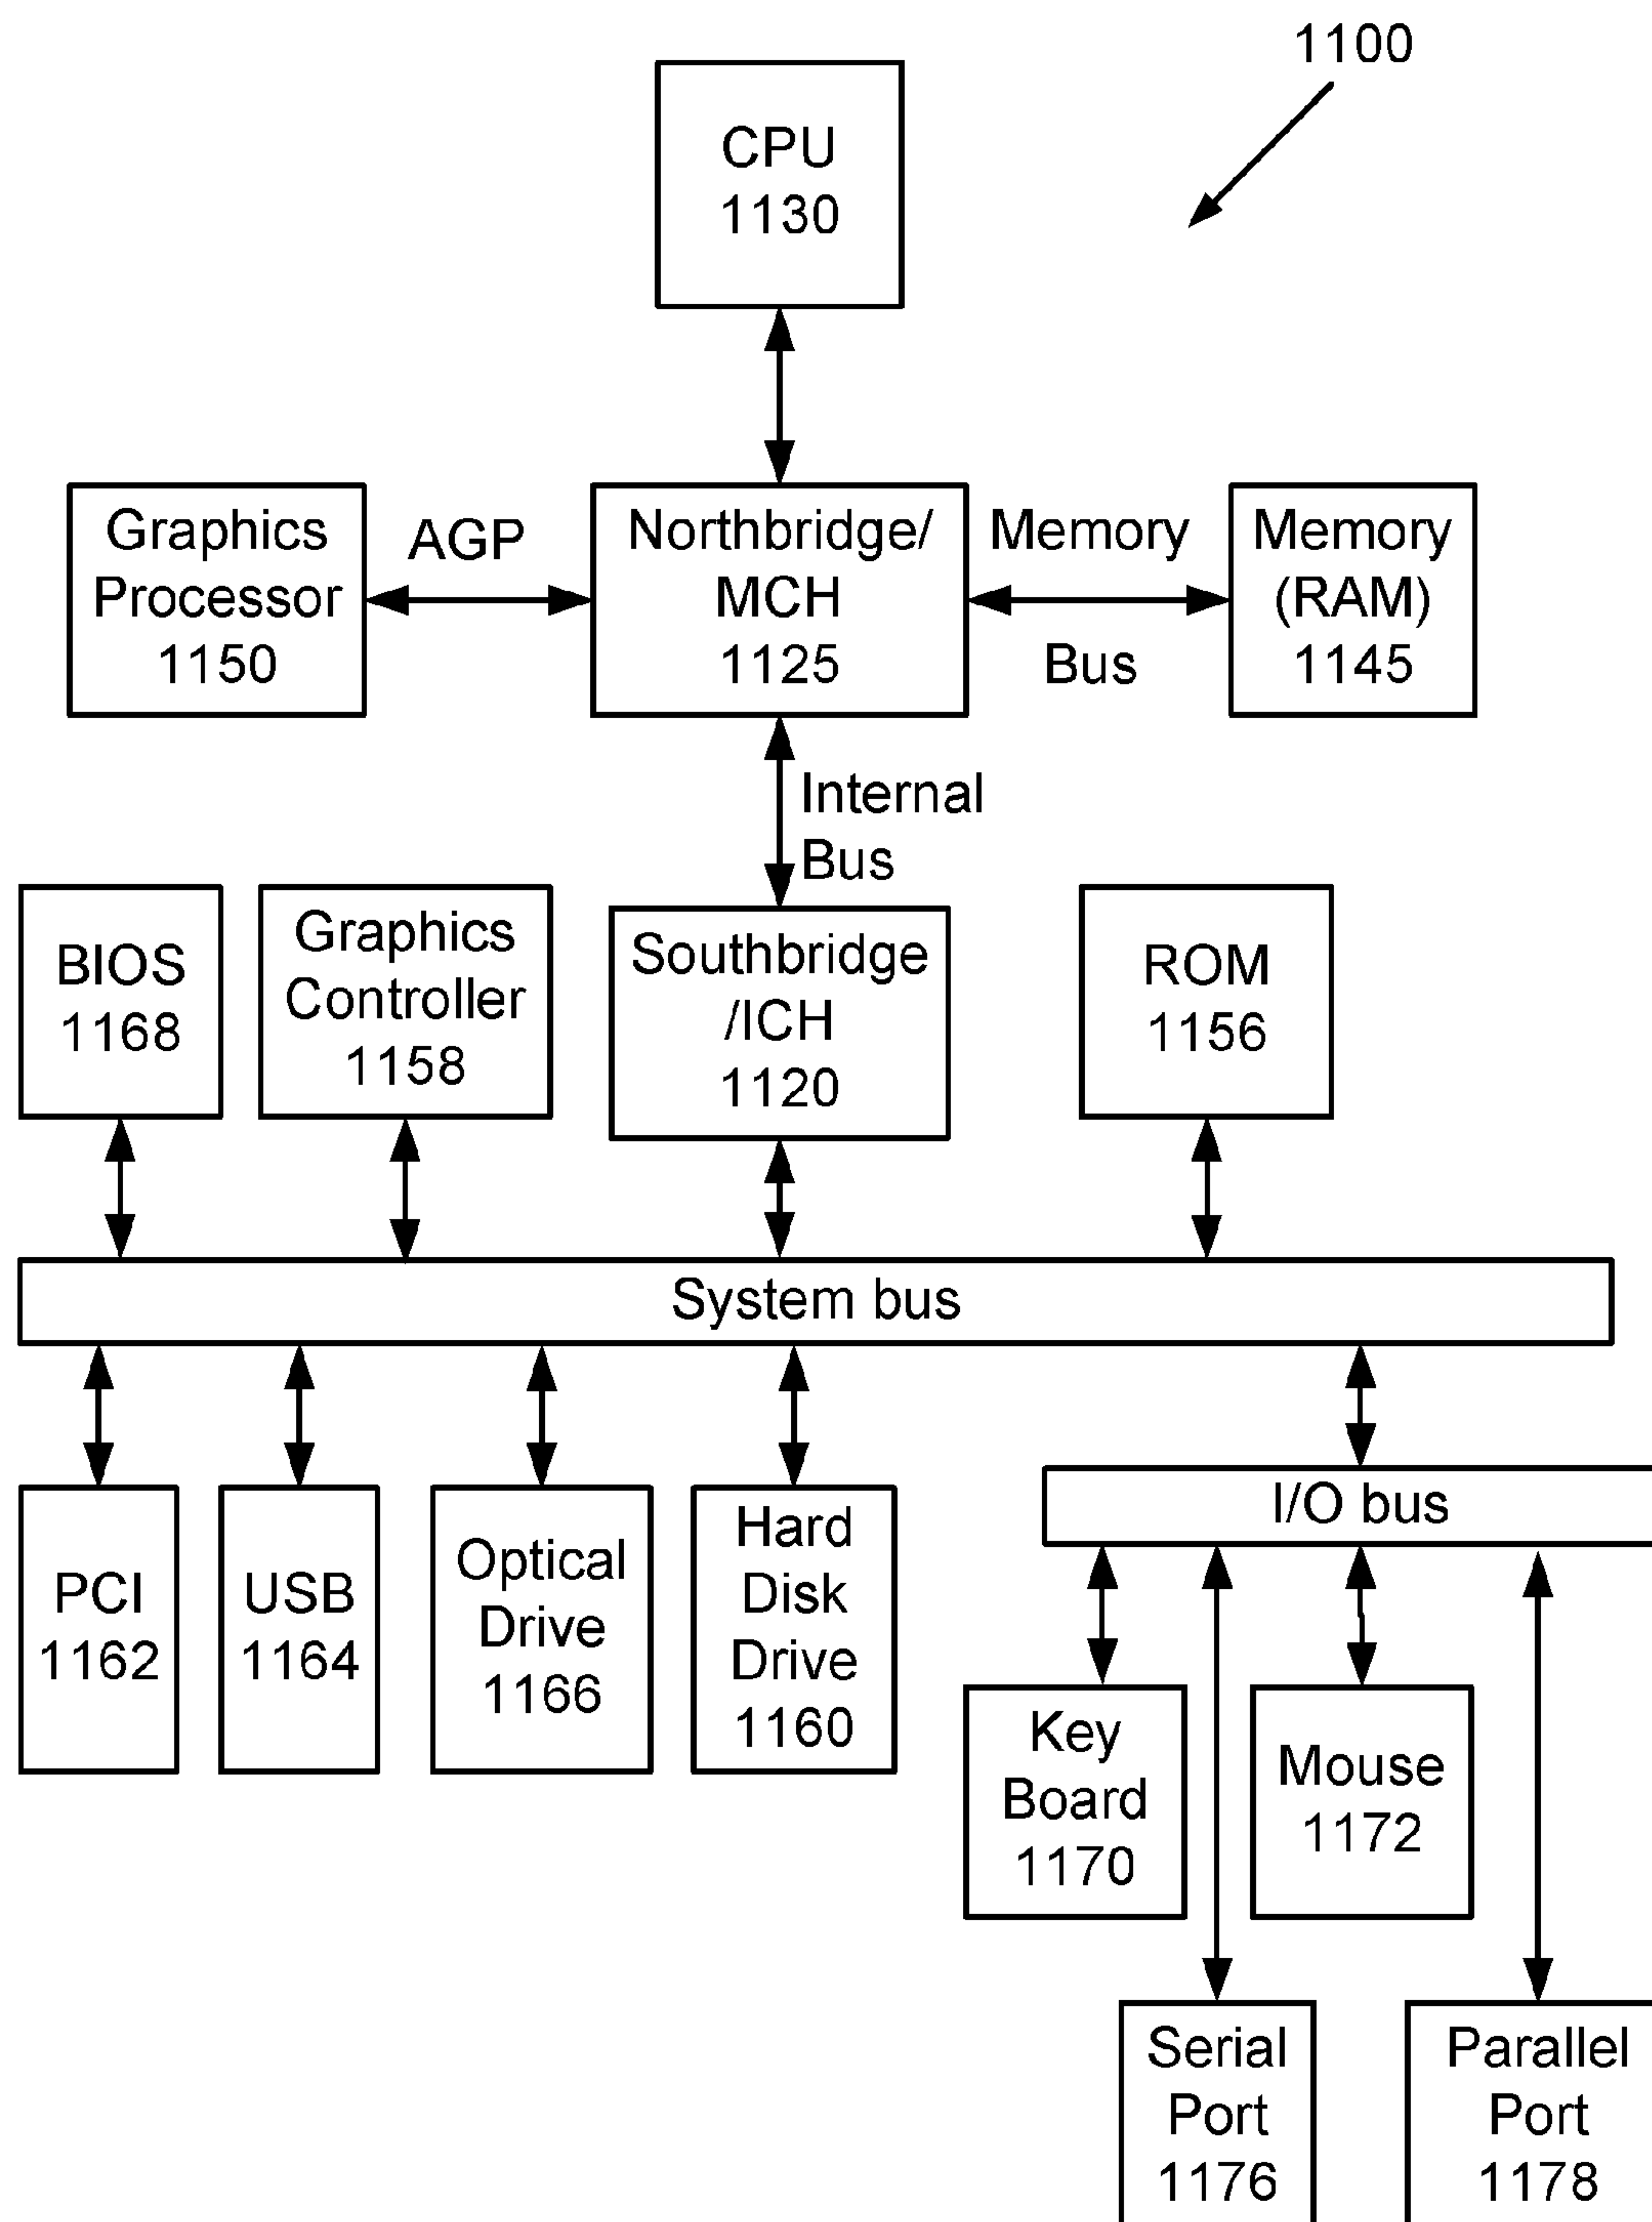 1100
CPU
1130
Graphics
Processor
1150
AGP
Northbridge/
MCH
1125
Memory
Bus
Memory
(RAM)
1145
Internal
Bus
BIOS
1168
Graphics
Controller
1158
Southbridge
/ICH
1120
ROM
1156
System bus
PCI
1162
USB
1164
Optical
Drive
1166
Hard
Disk
Drive
1160
I/O bus
Key
Board
1170
Mouse
1172
Serial
Port
1176
Parallel
Port
1178